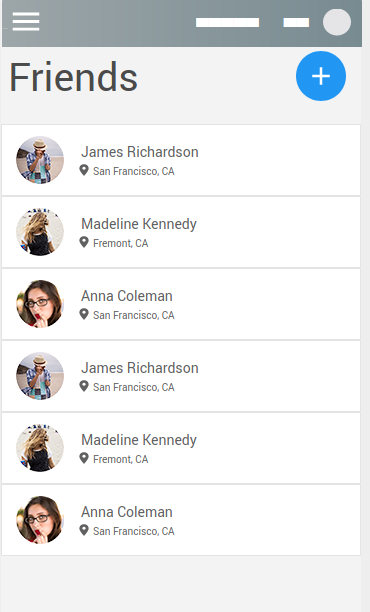 Friends
James Richardson
San Francisco, CA
Madeline Kennedy
Fremont, CA
Anna Coleman
San Francisco, CA
James Richardson
San Francisco, CA
Madeline Kennedy
Fremont, CA
Anna Coleman
San Francisco, CA